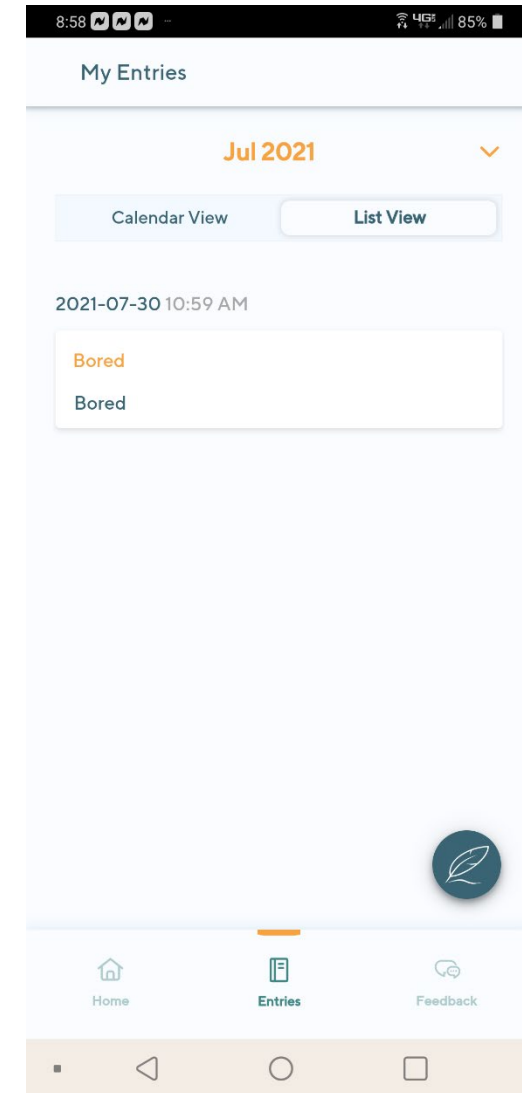 8:58 4G 85%
My Entries
Jul 2021
Calendar View List View
2021-07-30 10:59 AM
Bored
Bored
Home Entries Feedback